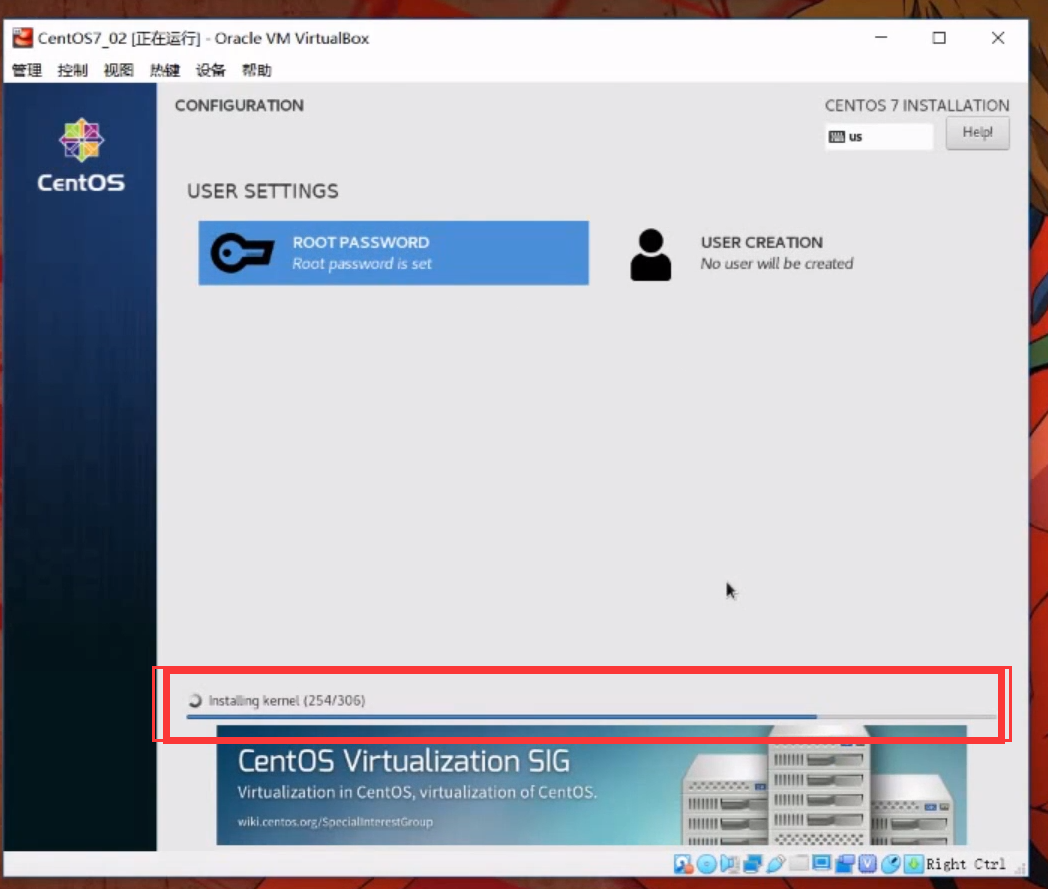 CentOS7_02 [正在运行] - Oracle VM VirtualBox
管理 控制 视图 热键 设备 帮助
CONFIGURATION
CENTOS 7 INSTALLATION
us
Help!
CentOS
USER SETTINGS
ROOT PASSWORD
Root password is set
USER CREATION
No user will be created
Installing kernel (254/306)
CentOS Virtualization SIG
Virtualization in CentOS, virtualization of CentOS.
wiki.centos.org/SpecialInterestGroup
Right Ctrl